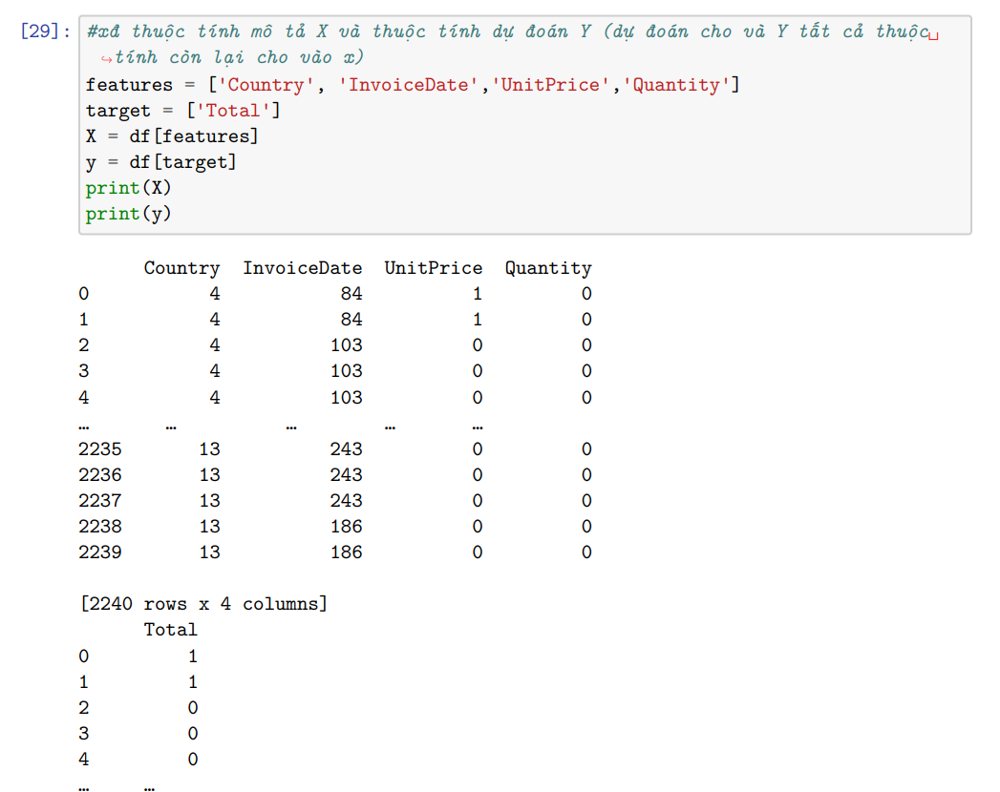 [29]: #xđ thuộc tính mô tả X và thuộc tính dự đoán Y (dự đoán cho và Y tất cả thuộc␣
↪tính còn lại cho vào x)
features = ['Country', 'InvoiceDate','UnitPrice','Quantity']
target = ['Total']
X = df[features]
y = df[target]
print(X)
print(y)
Country InvoiceDate UnitPrice Quantity
0 4 84 1 0
1 4 84 1 0
2 4 103 0 0
3 4 103 0 0
4 4 103 0 0
… … … … …
2235 13 243 0 0
2236 13 243 0 0
2237 13 243 0 0
2238 13 186 0 0
2239 13 186 0 0
[2240 rows x 4 columns]
Total
0 1
1 1
2 0
3 0
4 0
… …